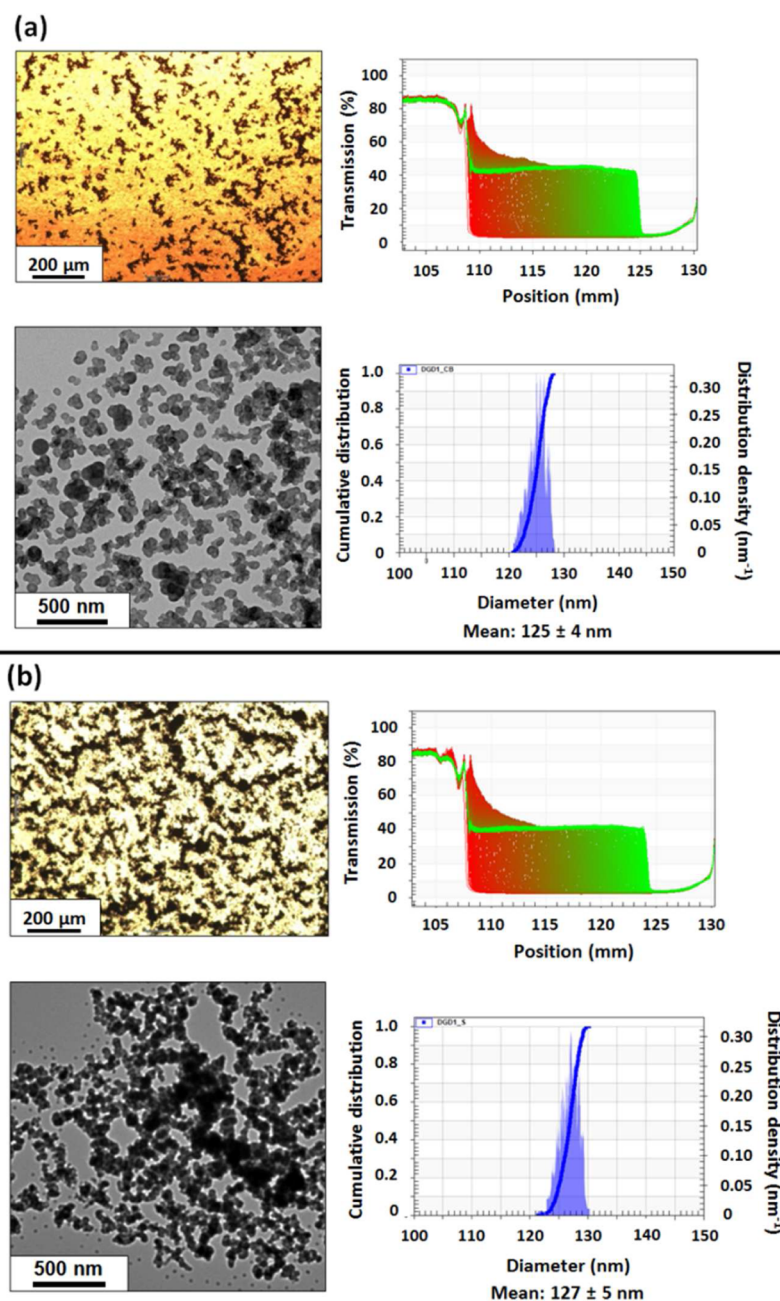 (a)
200 μm
Transmission (%)
100
80
60
40
20
0
105 110 115 120 125 130
Position (mm)
500 nm
DGD1_CB
Cumulative distribution
1.0
0.8
0.6
0.4
0.2
0
Distribution density (nm⁻¹)
0.30
0.25
0.20
0.15
0.10
0.05
0
100 110 120 130 140 150
Diameter (nm)
Mean: 125 ± 4 nm
(b)
200 μm
Transmission (%)
100
80
60
40
20
0
105 110 115 120 125 130
Position (mm)
500 nm
DGD1_S
Cumulative distribution
1.0
0.8
0.6
0.4
0.2
0
Distribution density (nm⁻¹)
0.30
0.25
0.20
0.15
0.10
0.05
0
100 110 120 130 140 150
Diameter (nm)
Mean: 127 ± 5 nm